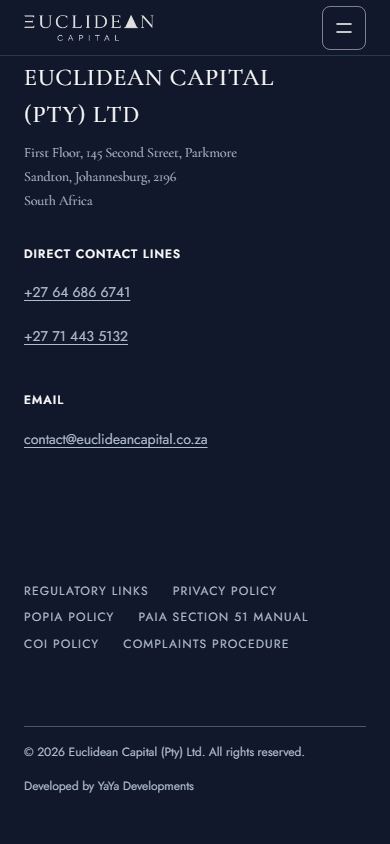 EUCLIDEAN
CAPITAL
EUCLIDEAN CAPITAL
(PTY) LTD
First Floor, 145 Second Street, Parkmore
Sandton, Johannesburg, 2196
South Africa
DIRECT CONTACT LINES
+27 64 686 6741
+27 71 443 5132
EMAIL
contact@euclideancapital.co.za
REGULATORY LINKS PRIVACY POLICY
POPIA POLICY PAIA SECTION 51 MANUAL
COI POLICY COMPLAINTS PROCEDURE
© 2026 Euclidean Capital (Pty) Ltd. All rights reserved.
Developed by YaYa Developments